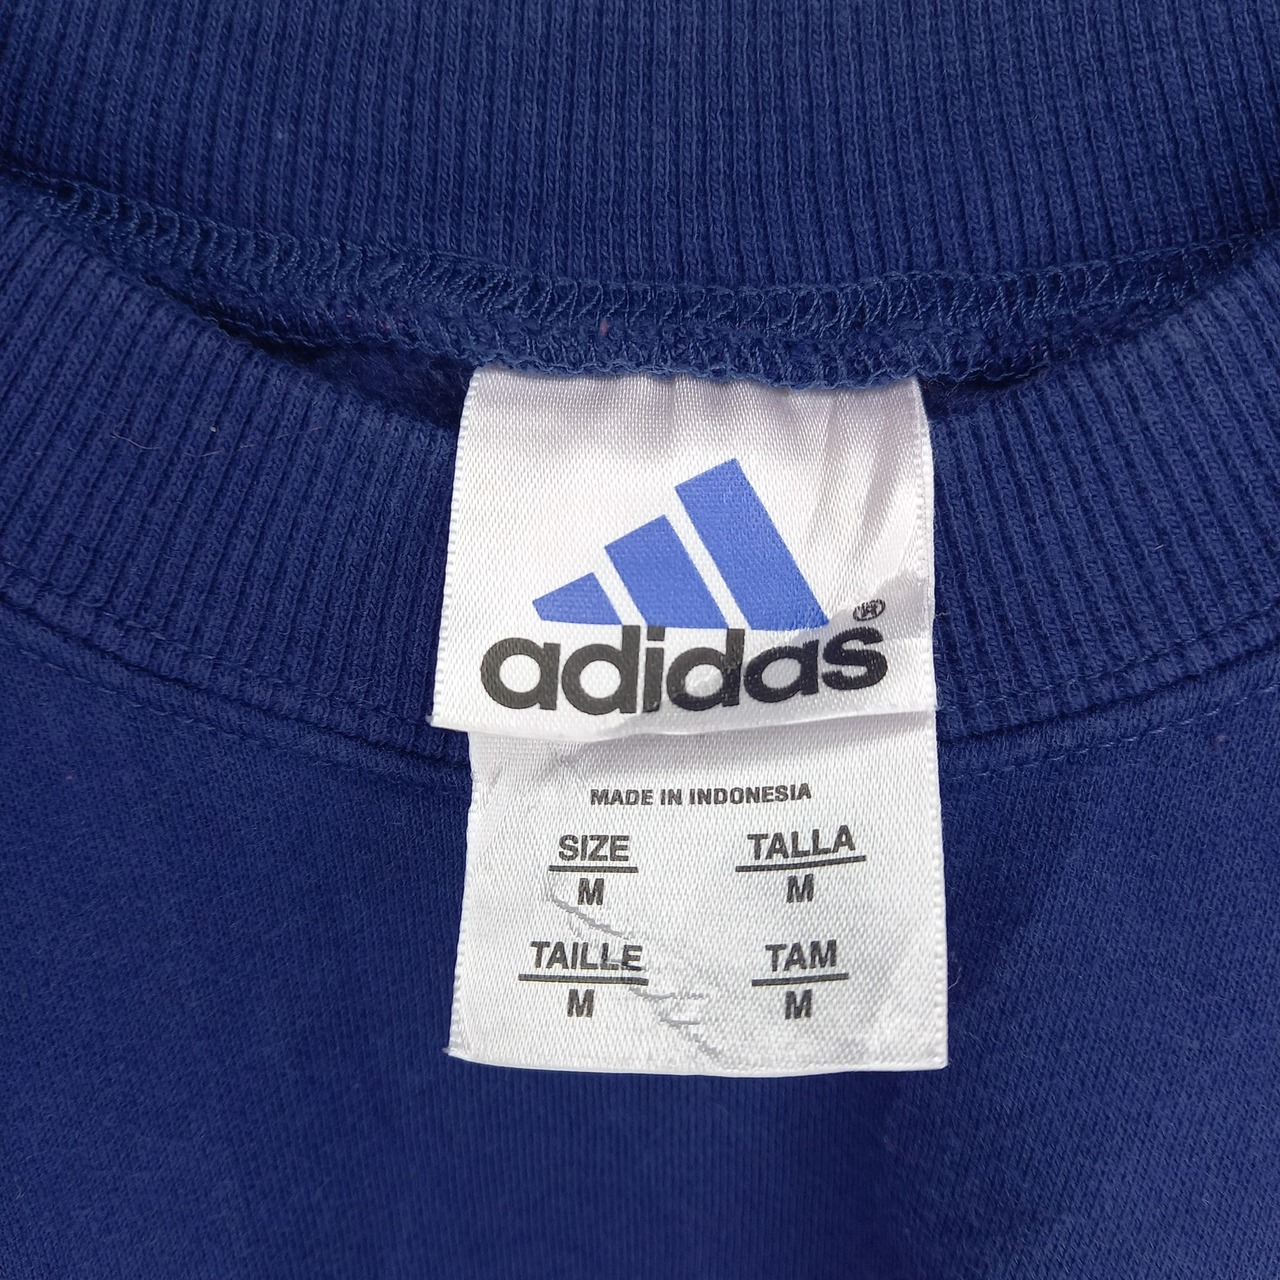 adidas®
MADE IN INDONESIA
SIZE TALLA
M M
TAILLE TAM
M M